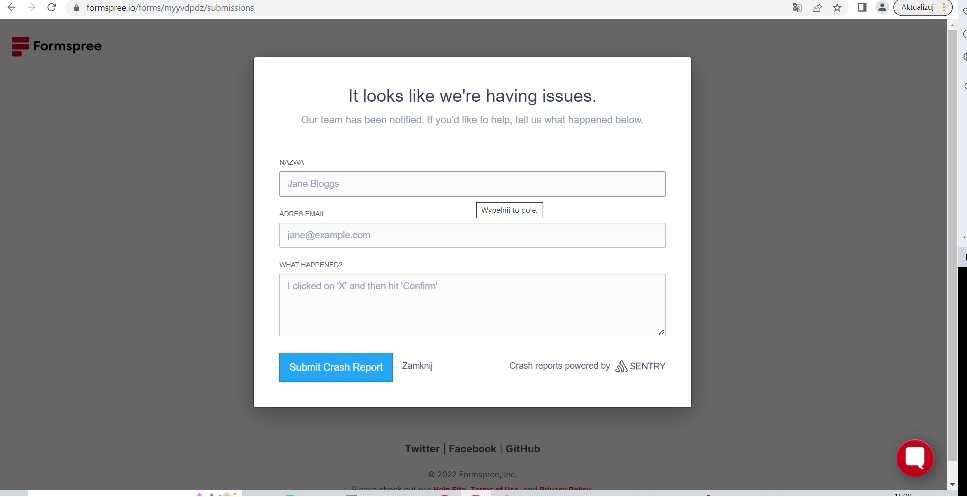 formspree.io/forms/myyvdpdz/submissions
Aktualizuj
Formspree
It looks like we're having issues.
Our team has been notified. If you'd like to help, tell us what happened below.
NAZWA
Jane Bloggs
Wypełnij to pole.
ADRES EMAIL
jane@example.com
WHAT HAPPENED?
I clicked on 'X' and then hit 'Confirm'
Submit Crash Report Zamknij Crash reports powered by SENTRY
Twitter | Facebook | GitHub
© 2022 Formspree, Inc.
Please check out our Help Site, Terms of Use, and Privacy Policy.